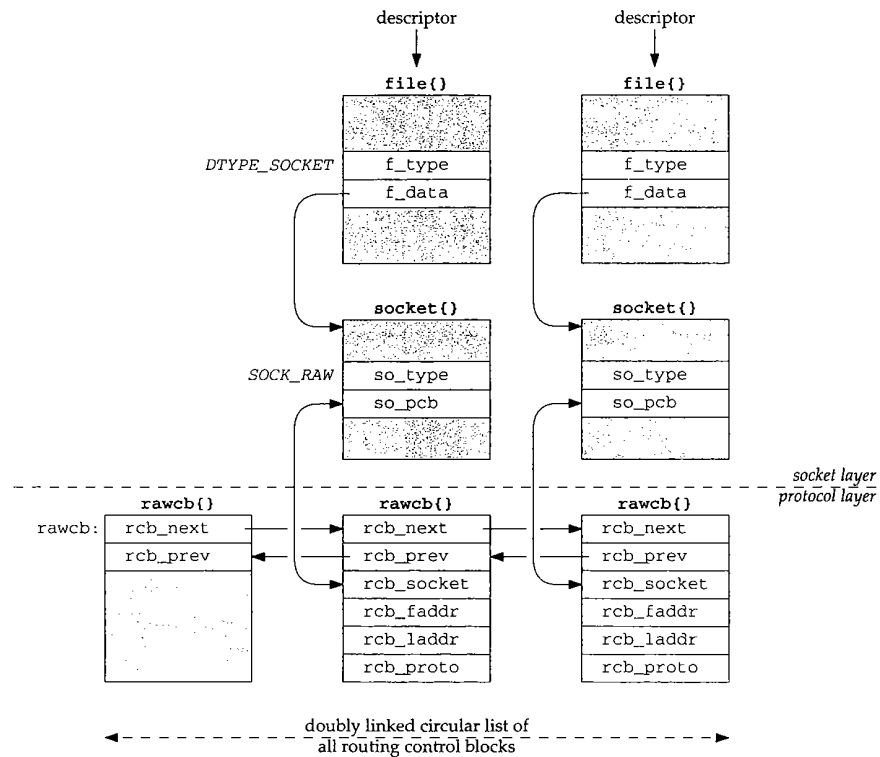 descriptor descriptor
file{} file{}
DTYPE_SOCKET f_type f_type
f_data f_data
socket{} socket{}
SOCK_RAW so_type so_type
so_pcb so_pcb
socket layer
protocol layer
rawcb{} rawcb{} rawcb{}
rawcb: rcb_next rcb_next rcb_next
rcb_prev rcb_prev rcb_prev
rcb_socket rcb_socket
rcb_faddr rcb_faddr
rcb_laddr rcb_laddr
rcb_proto rcb_proto
doubly linked circular list of
all routing control blocks